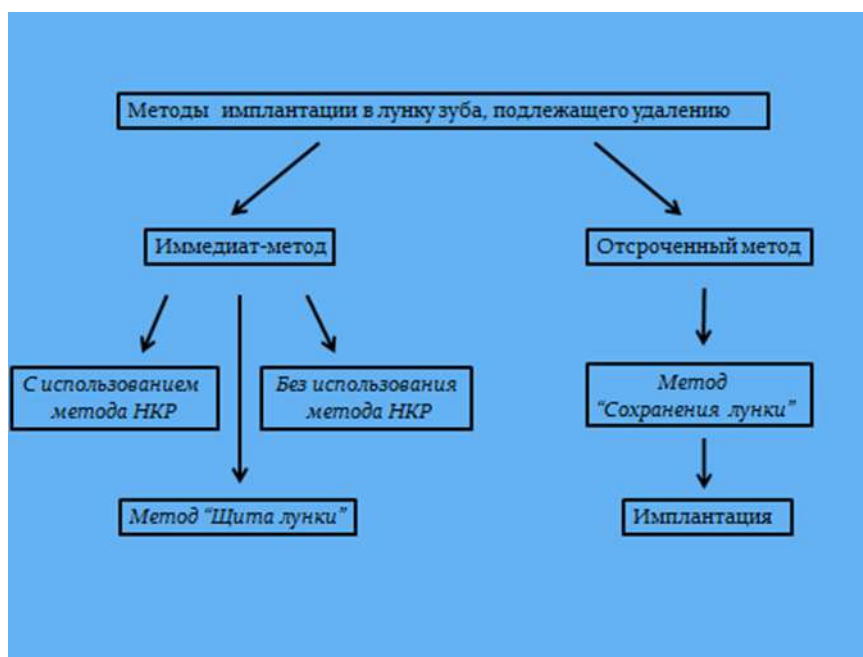 Методы имплантации в лунку зуба, подлежащего удалению
Иммедиат-метод
Отсроченный метод
С использованием
метода НКР
Без использования
метода НКР
Метод
“Сохранения лунки”
Метод “Щита лунки”
Имплантация